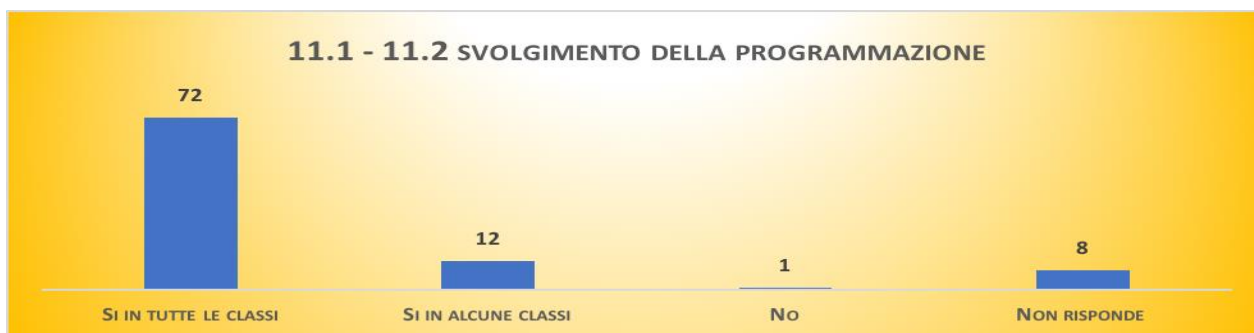 11.1 - 11.2 SVOLGIMENTO DELLA PROGRAMMAZIONE
72
12
1
8
SI IN TUTTE LE CLASSI
SI IN ALCUNE CLASSI
NO
NON RISPONDE